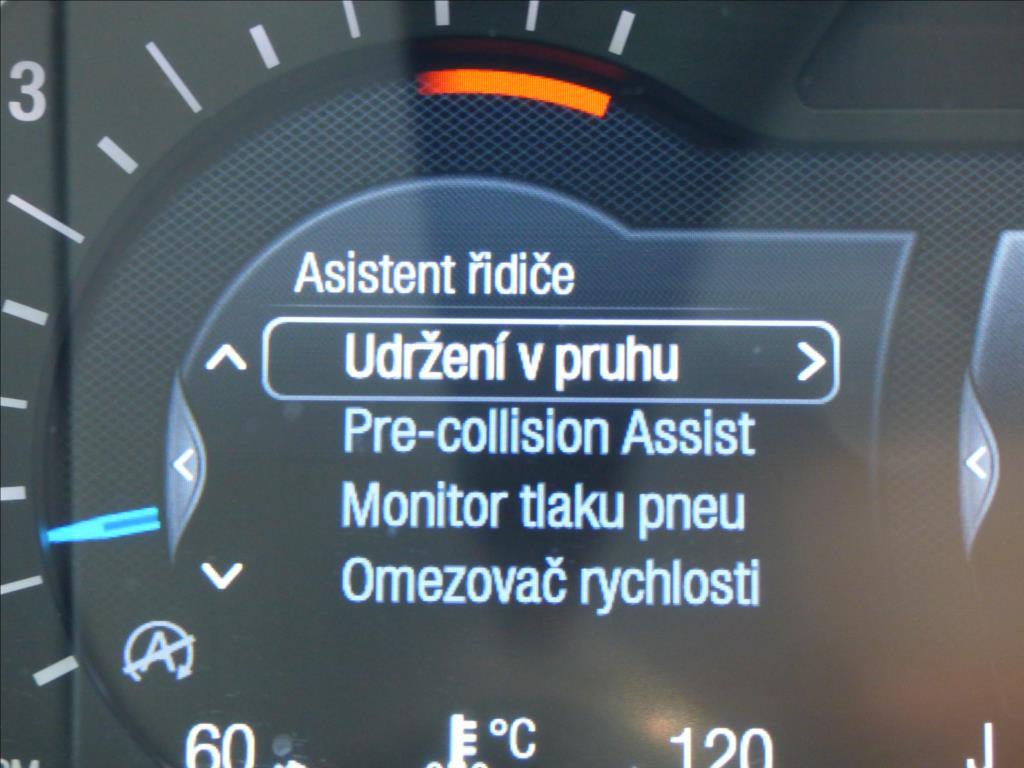 3
Asistent řidiče
Udržení v pruhu
Pre-collision Assist
Monitor tlaku pneu
Omezovač rychlosti
A
60 °C 120